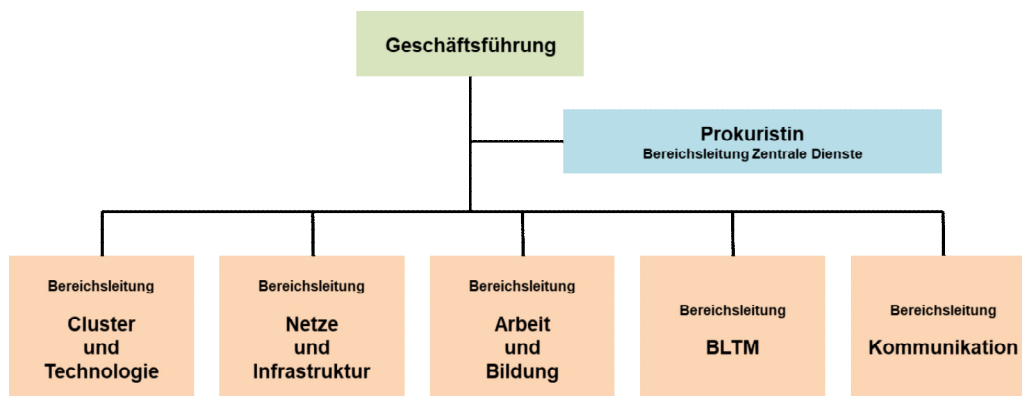 Geschäftsführung
Prokuristin
Bereichsleitung Zentrale Dienste
Bereichsleitung
Cluster
und
Technologie
Bereichsleitung
Netze
und
Infrastruktur
Bereichsleitung
Arbeit
und
Bildung
Bereichsleitung
BLTM
Bereichsleitung
Kommunikation